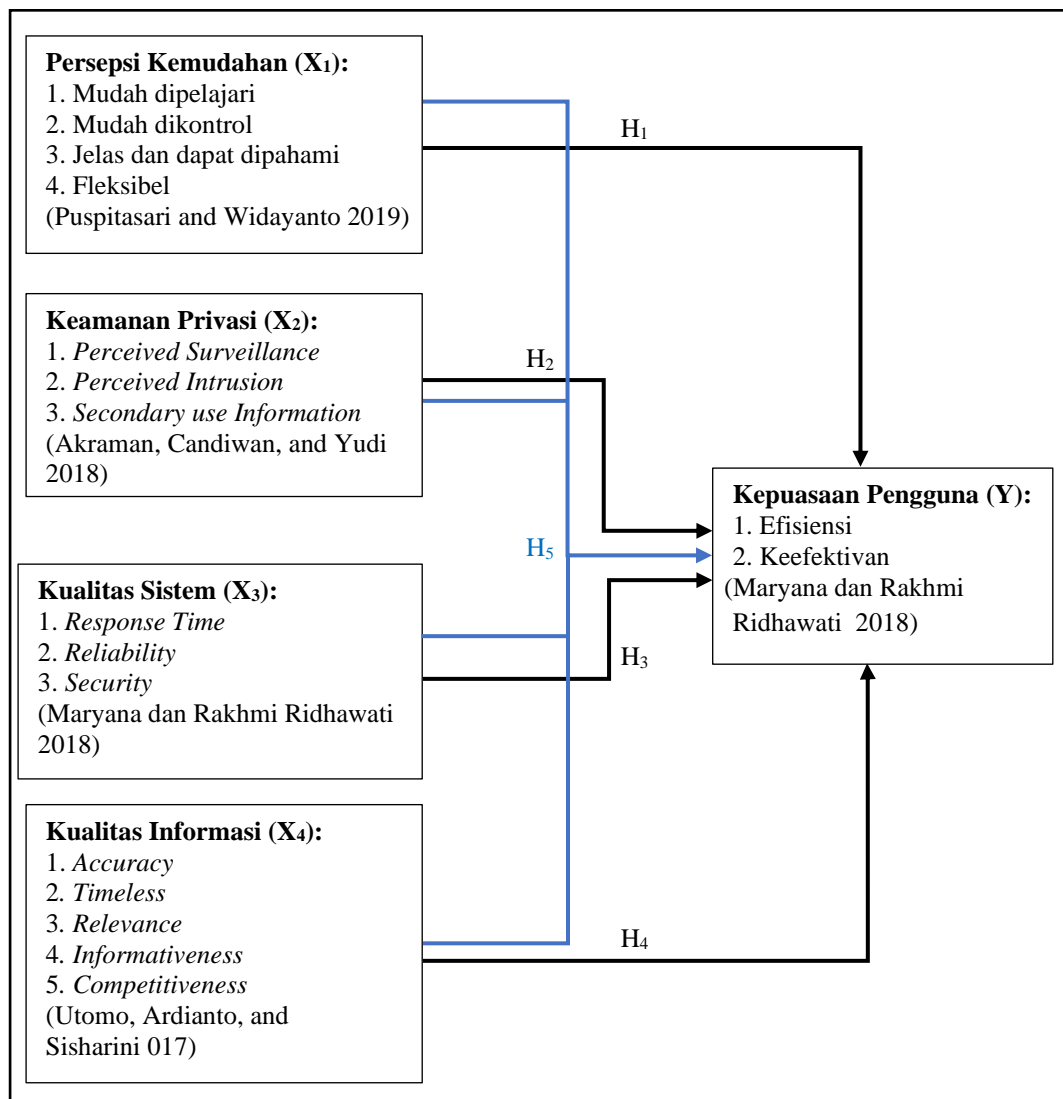 Persepsi Kemudahan (X₁):
1. Mudah dipelajari
2. Mudah dikontrol
3. Jelas dan dapat dipahami
4. Fleksibel
(Puspitasari and Widayanto 2019)
H₁
Keamanan Privasi (X₂):
1. Perceived Surveillance
2. Perceived Intrusion
3. Secondary use Information
(Akraman, Candiwan, and Yudi
2018)
H₂
Kepuasaan Pengguna (Y):
1. Efisiensi
2. Keefektivan
(Maryana dan Rakhmi
Ridhawati 2018)
H₅
Kualitas Sistem (X₃):
1. Response Time
2. Reliability
3. Security
(Maryana dan Rakhmi Ridhawati
2018)
H₃
Kualitas Informasi (X₄):
1. Accuracy
2. Timeless
3. Relevance
4. Informativeness
5. Competitiveness
(Utomo, Ardianto, and
Sisharini 017)
H₄